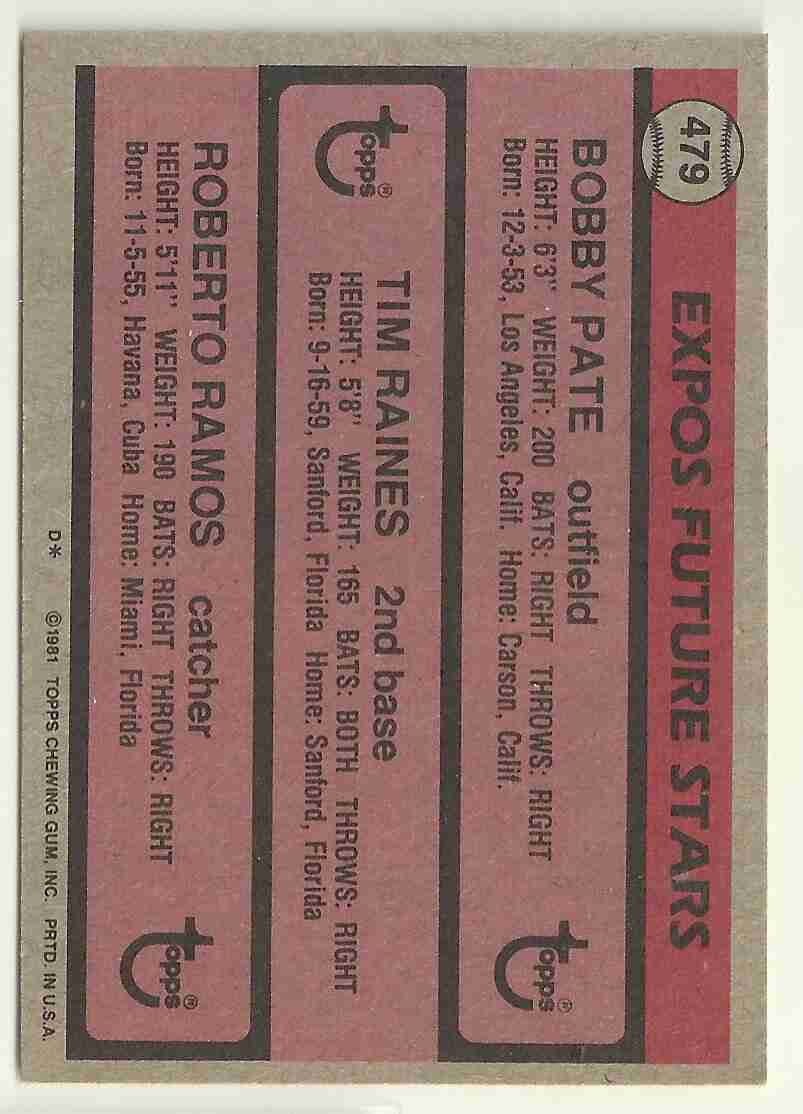 479
EXPOS FUTURE STARS
BOBBY PATE outfield
HEIGHT: 6'3" WEIGHT: 200 BATS: RIGHT THROWS: RIGHT
Born: 12-3-53, Los Angeles, Calif. Home: Carson, Calif.
Topps®
Topps®
TIM RAINES 2nd base
HEIGHT: 5'8" WEIGHT: 165 BATS: BOTH THROWS: RIGHT
Born: 9-16-59, Sanford, Florida Home: Sanford, Florida
ROBERTO RAMOS catcher
HEIGHT: 5'11" WEIGHT: 190 BATS: RIGHT THROWS: RIGHT
Born: 11-5-55, Havana, Cuba Home: Miami, Florida
Topps®
D* ©1981 TOPPS CHEWING GUM, INC. PRTD. IN U.S.A.